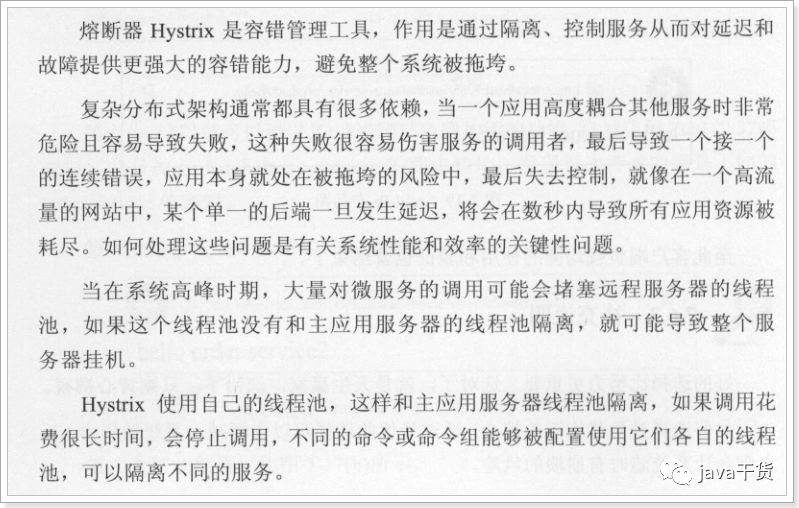 熔断器 Hystrix 是容错管理工具，作用是通过隔离、控制服务从而对延迟和
故障提供更强大的容错能力，避免整个系统被拖垮。
复杂分布式架构通常都具有很多依赖，当一个应用高度耦合其他服务时非常
危险且容易导致失败，这种失败很容易伤害服务的调用者，最后导致一个接一个
的连续错误，应用本身就处在被拖垮的风险中，最后失去控制，就像在一个高流
量的网站中，某个单一的后端一旦发生延迟，将会在数秒内导致所有应用资源被
耗尽。如何处理这些问题是有关系统性能和效率的关键性问题。
当在系统高峰时期，大量对微服务的调用可能会堵塞远程服务器的线程
池，如果这个线程池没有和主应用服务器的线程池隔离，就可能导致整个服
务器挂机。
Hystrix 使用自己的线程池，这样和主应用服务器线程池隔离，如果调用花
费很长时间，会停止调用，不同的命令或命令组能够被配置使用它们各自的线程
池，可以隔离不同的服务。
java干货